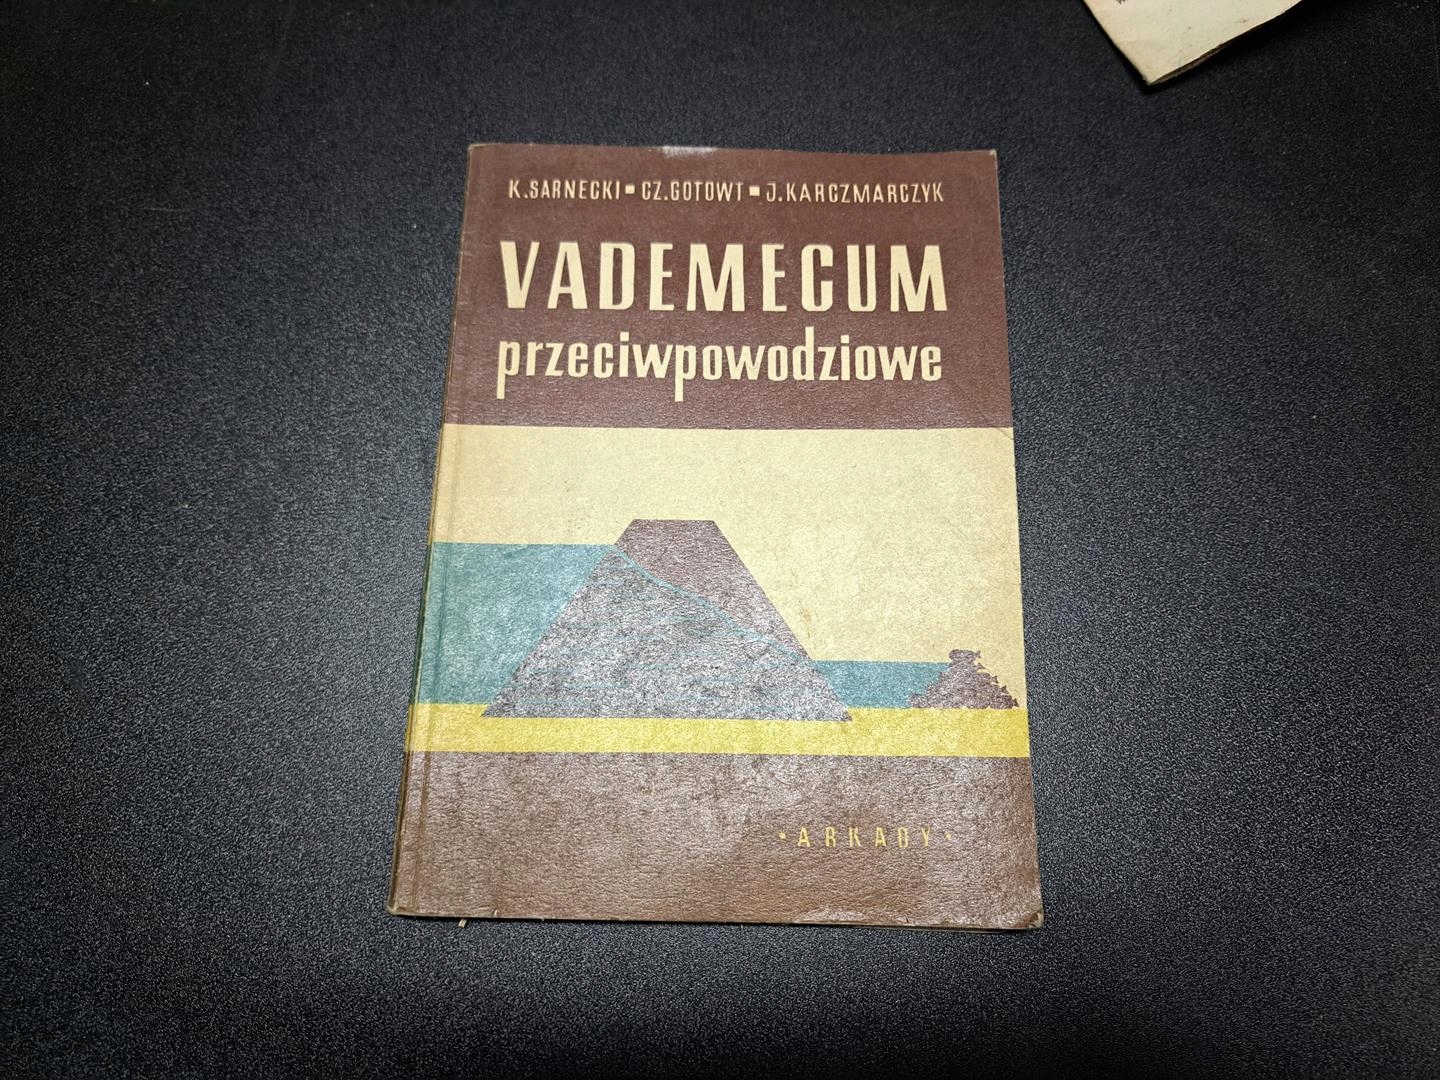 K. SARNECKI ▪ CZ. GOTOWT ▪ J. KARCZMARCZYK
VADEMECUM
przeciwpowodziowe
· ARKADY ·